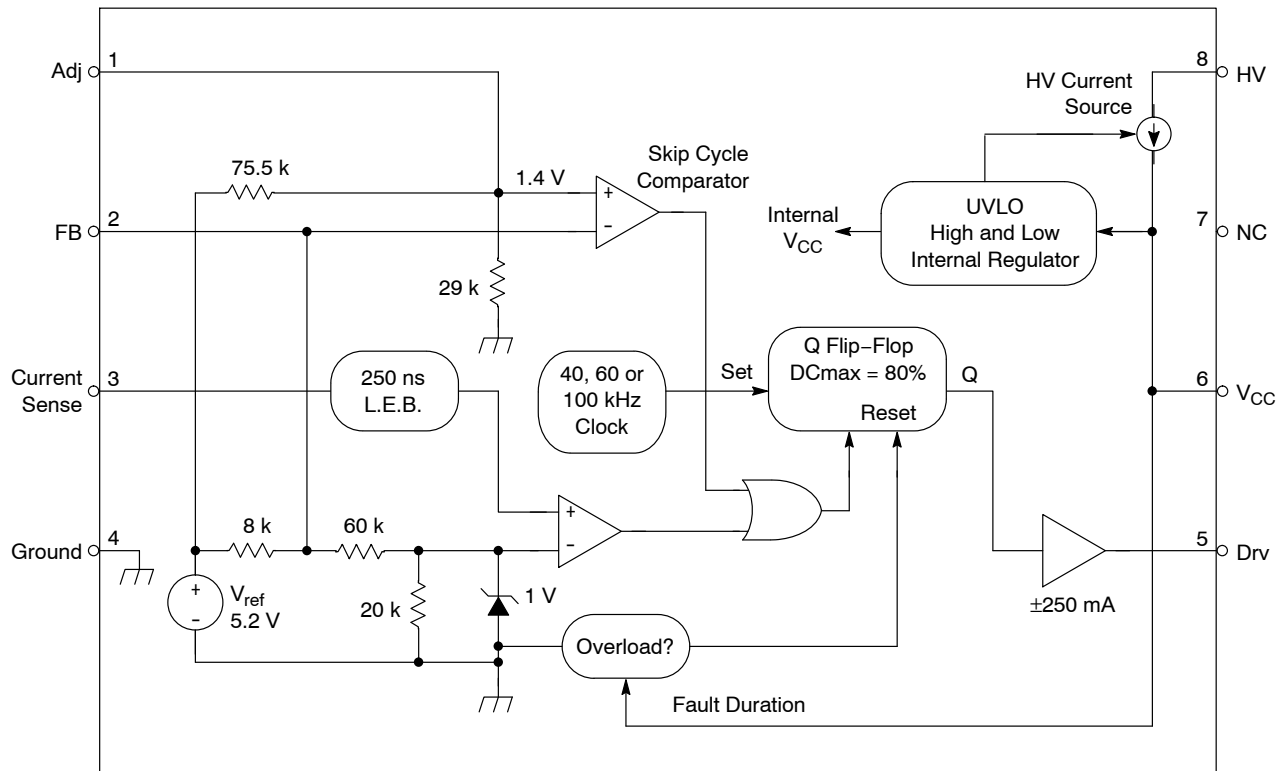 Adj
1
8
HV
HV Current
Source
75.5 k
1.4 V
Skip Cycle
Comparator
+
-
FB
2
Internal
VCC
UVLO
High and Low
Internal Regulator
7
NC
29 k
Current
Sense
3
250 ns
L.E.B.
40, 60 or
100 kHz
Clock
Set
Q Flip−Flop
DCmax = 80%
Reset
Q
6
VCC
Ground
4
8 k
60 k
+
-
5
Drv
+
-
Vref
5.2 V
20 k
1 V
±250 mA
Overload?
Fault Duration